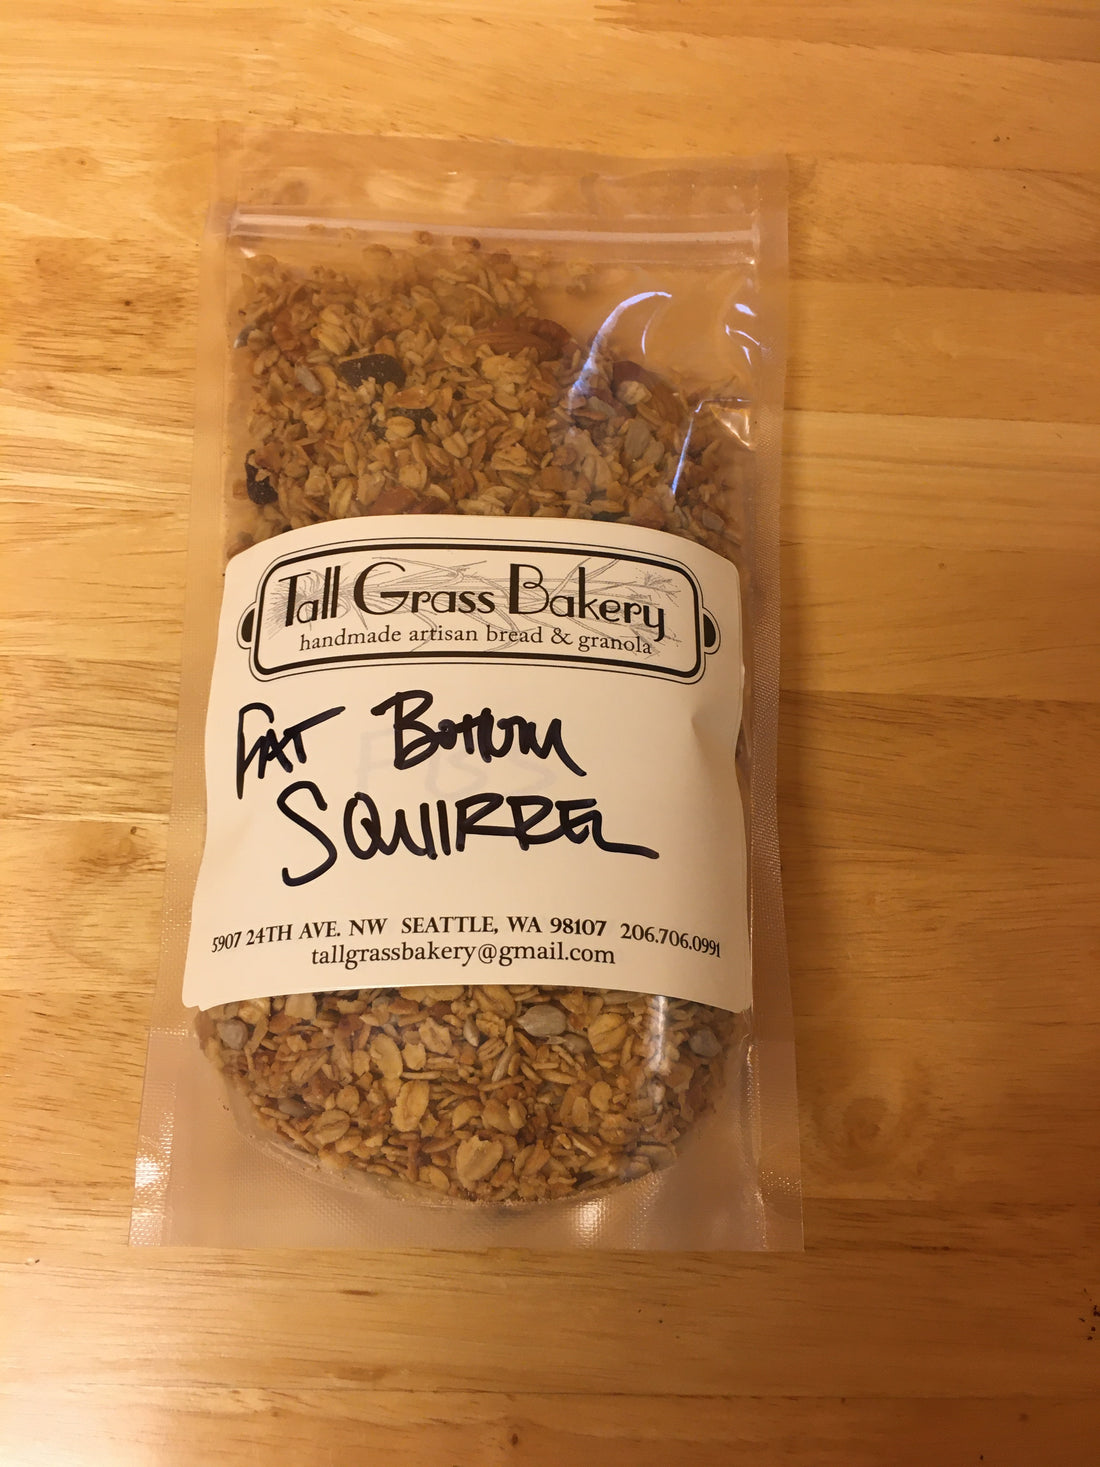 Tall Grass Bakery
handmade artisan bread & granola
FAT BOTTUM
SQUIRREL
5907 24TH AVE. NW SEATTLE, WA 98107 206.706.0991
tallgrassbakery@gmail.com